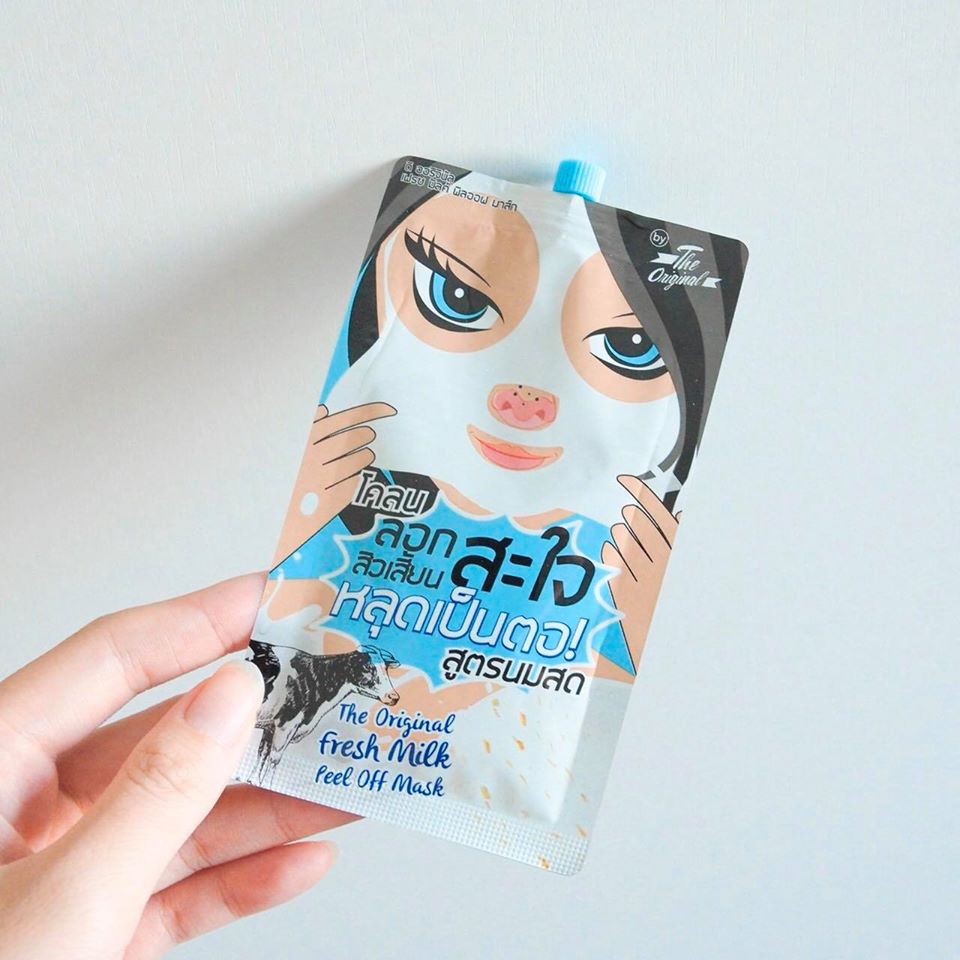 ดิ ออริจินัล
เฟรช มิลค์ พีลออฟ มาส์ก
by
The
Original
โคลน
ลอก
สิวเสี้ยน
สะใจ
หลุดเป็นตอ!
สูตรนมสด
The Original
Fresh Milk
Peel Off Mask